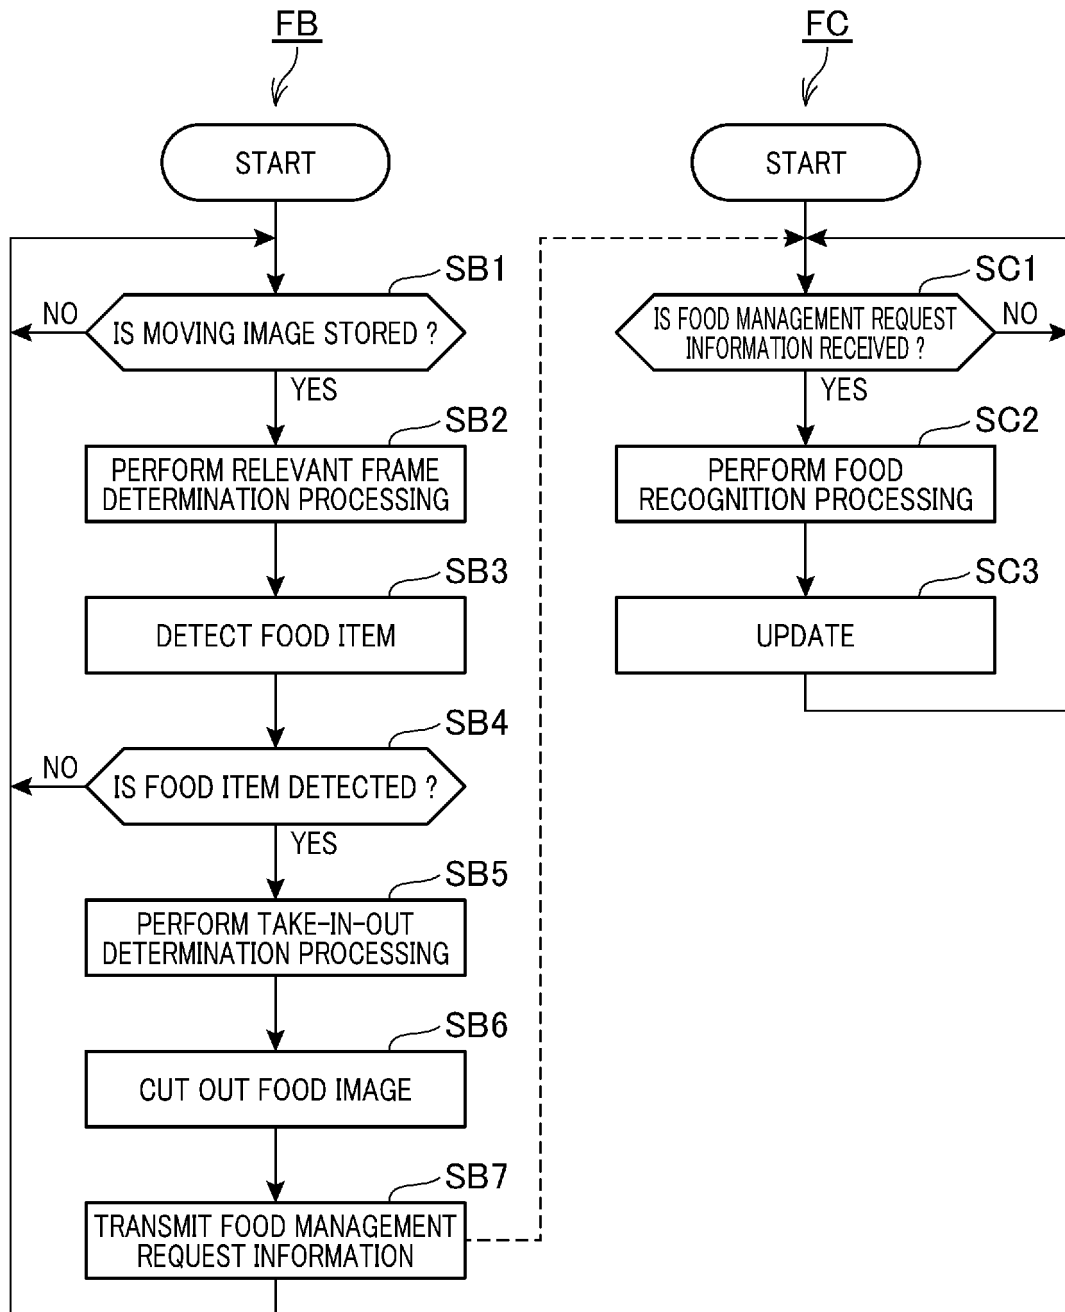 FB
START
SB1
NO
IS MOVING IMAGE STORED ?
YES
SB2
PERFORM RELEVANT FRAME
DETERMINATION PROCESSING
SB3
DETECT FOOD ITEM
SB4
NO
IS FOOD ITEM DETECTED ?
YES
SB5
PERFORM TAKE-IN-OUT
DETERMINATION PROCESSING
SB6
CUT OUT FOOD IMAGE
SB7
TRANSMIT FOOD MANAGEMENT
REQUEST INFORMATION
FC
START
SC1
IS FOOD MANAGEMENT REQUEST
INFORMATION RECEIVED ?
NO
YES
SC2
PERFORM FOOD
RECOGNITION PROCESSING
SC3
UPDATE